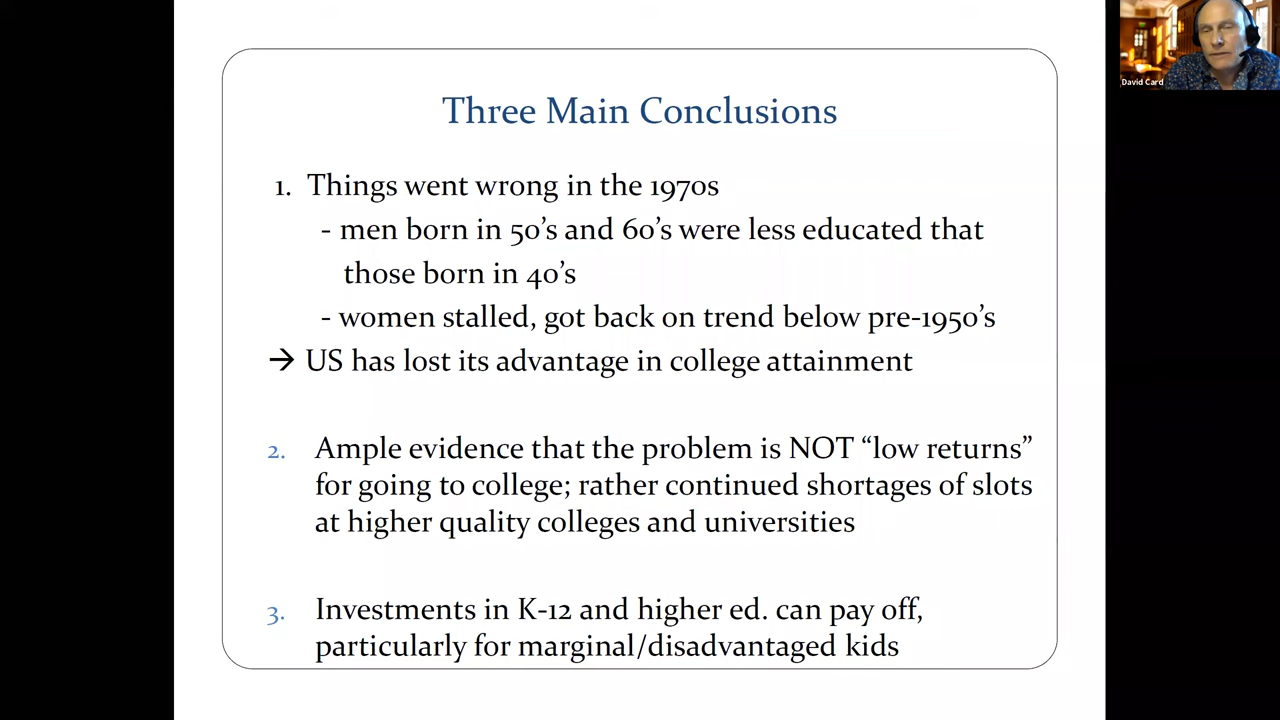 David Card
Three Main Conclusions
1. Things went wrong in the 1970s
- men born in 50’s and 60’s were less educated that
those born in 40’s
- women stalled, got back on trend below pre-1950’s
→ US has lost its advantage in college attainment
2. Ample evidence that the problem is NOT “low returns”
for going to college; rather continued shortages of slots
at higher quality colleges and universities
3. Investments in K-12 and higher ed. can pay off,
particularly for marginal/disadvantaged kids